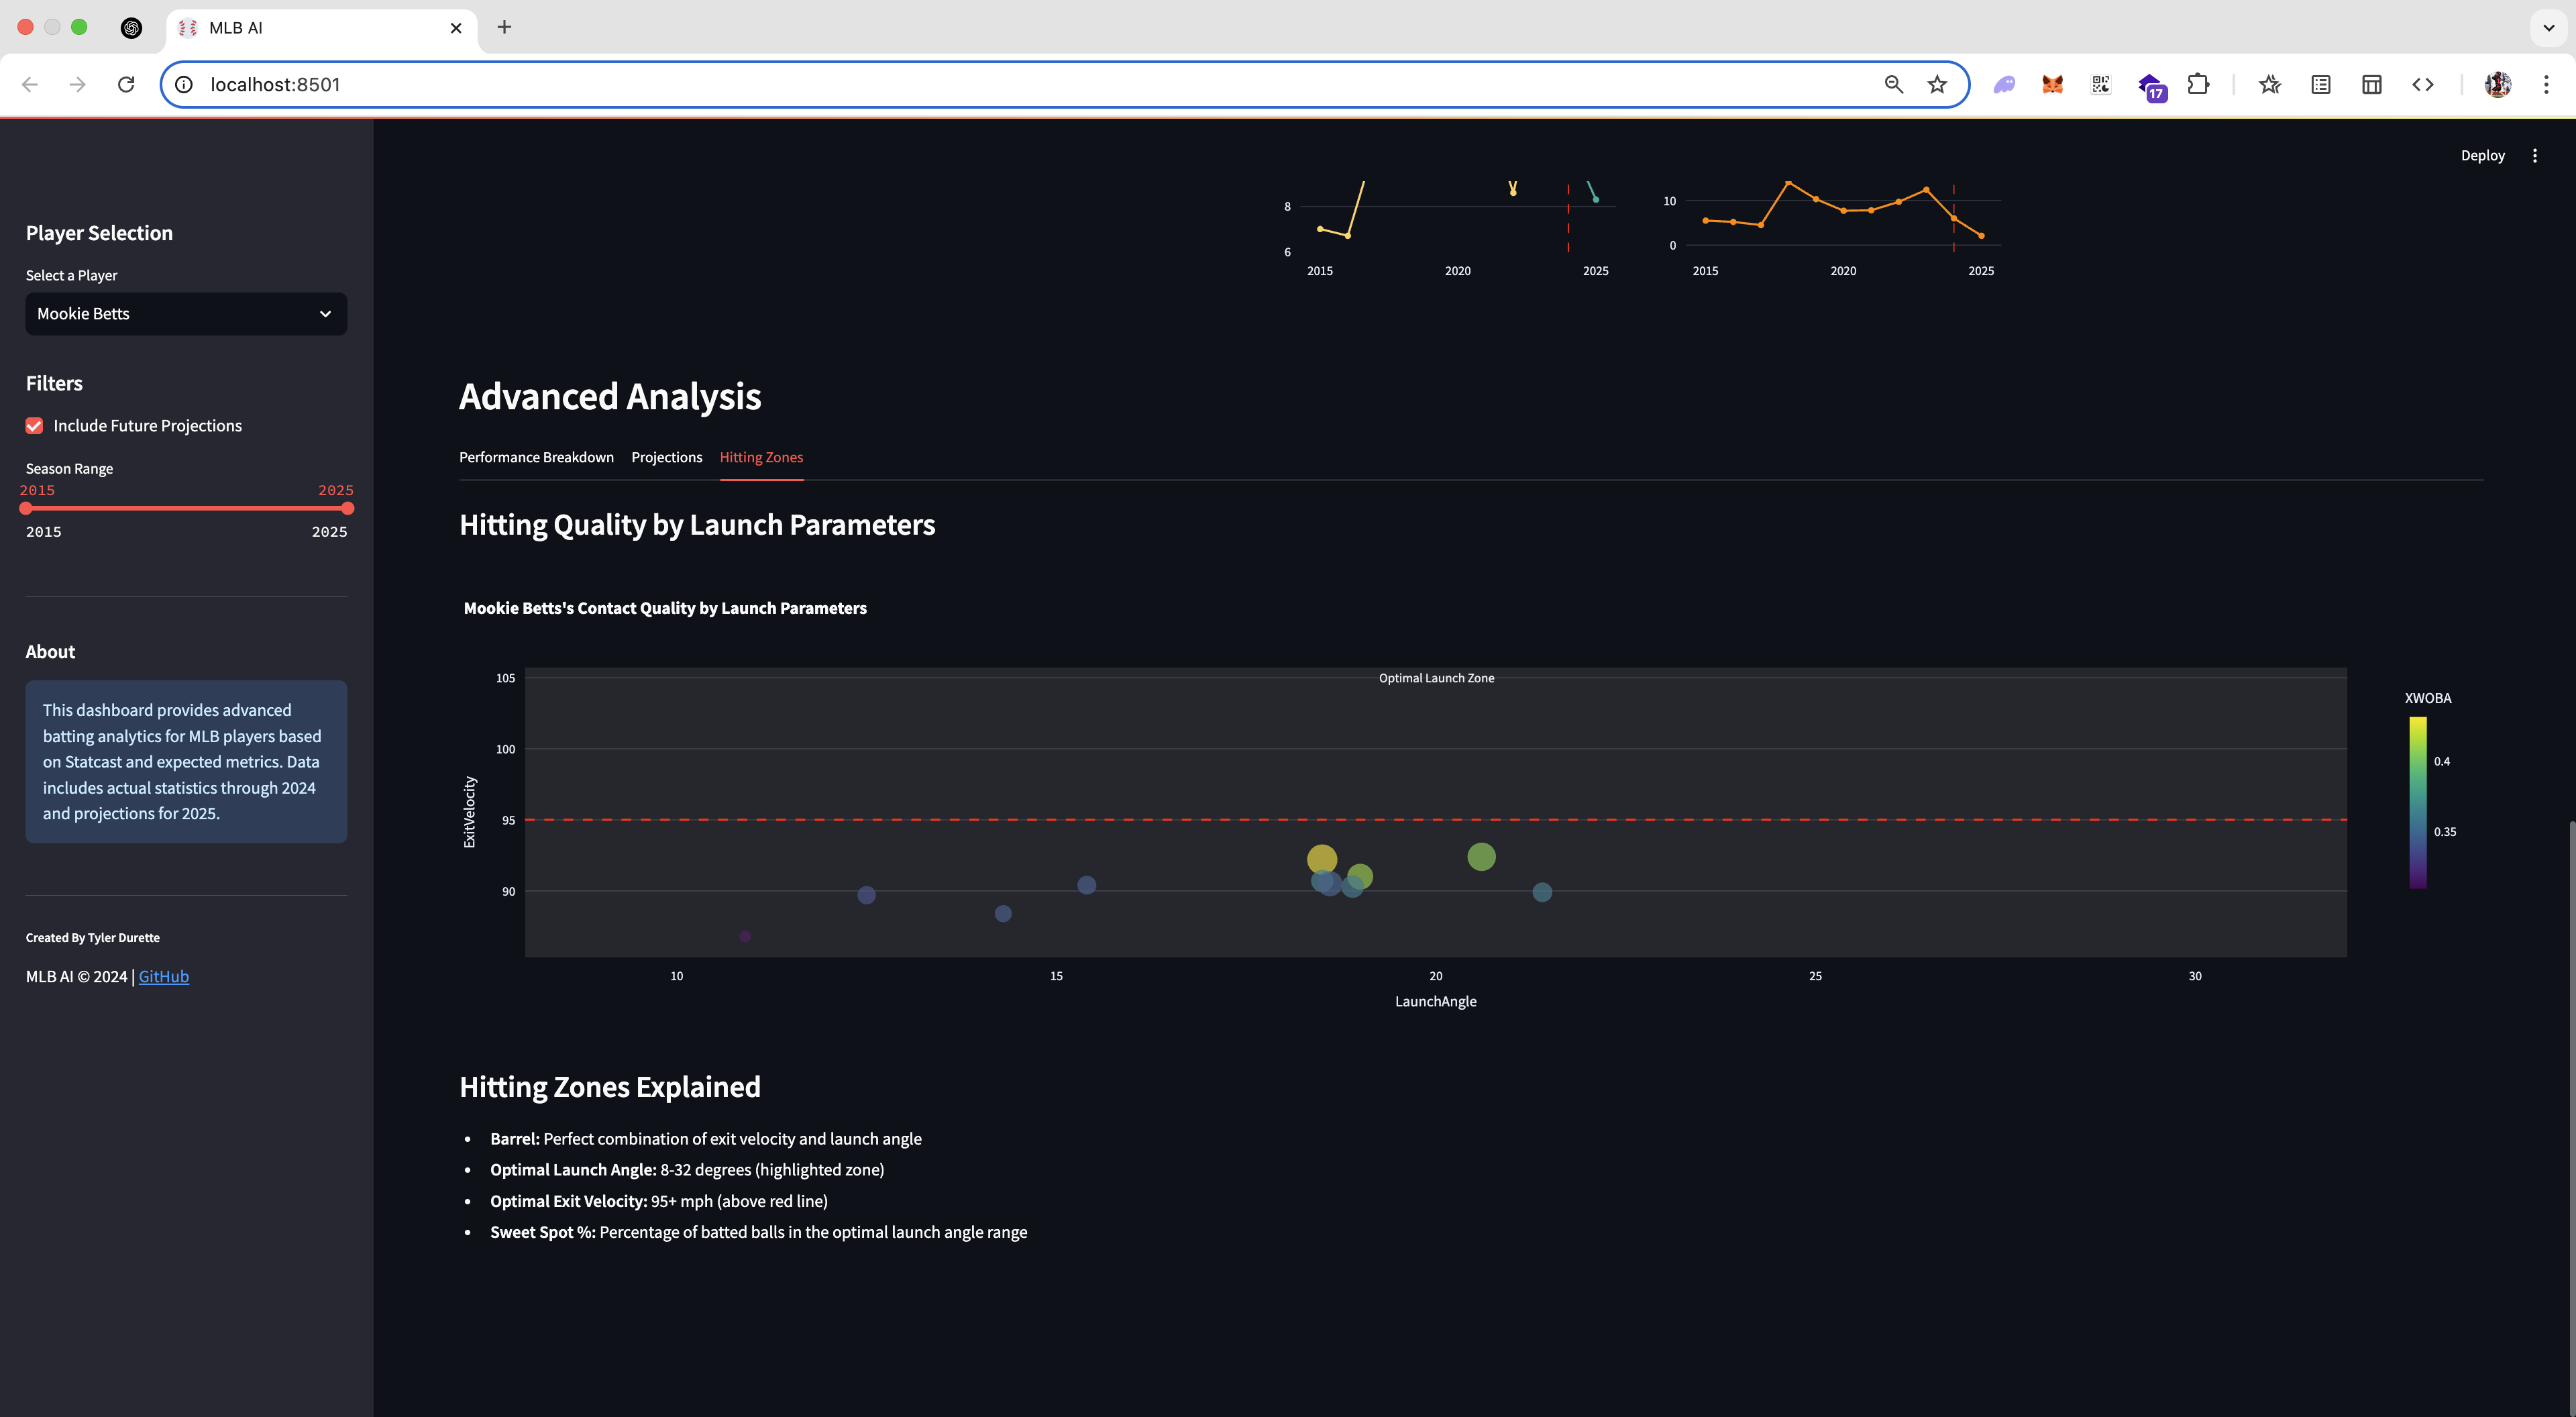 MLB AI
localhost:8501
17
Deploy
Player Selection
Select a Player
Mookie Betts
Filters
Include Future Projections
Season Range
2015 2025
2015 2025
About
This dashboard provides advanced
batting analytics for MLB players based
on Statcast and expected metrics. Data
includes actual statistics through 2024
and projections for 2025.
Created By Tyler Durette
MLB AI © 2024 | GitHub
8
6
2015 2020 2025
10
0
2015 2020 2025
Advanced Analysis
Performance Breakdown Projections Hitting Zones
Hitting Quality by Launch Parameters
Mookie Betts's Contact Quality by Launch Parameters
Optimal Launch Zone
105
100
95
90
ExitVelocity
10 15 20 25 30
LaunchAngle
XWOBA
0.4
0.35
Hitting Zones Explained
• Barrel: Perfect combination of exit velocity and launch angle
• Optimal Launch Angle: 8-32 degrees (highlighted zone)
• Optimal Exit Velocity: 95+ mph (above red line)
• Sweet Spot %: Percentage of batted balls in the optimal launch angle range